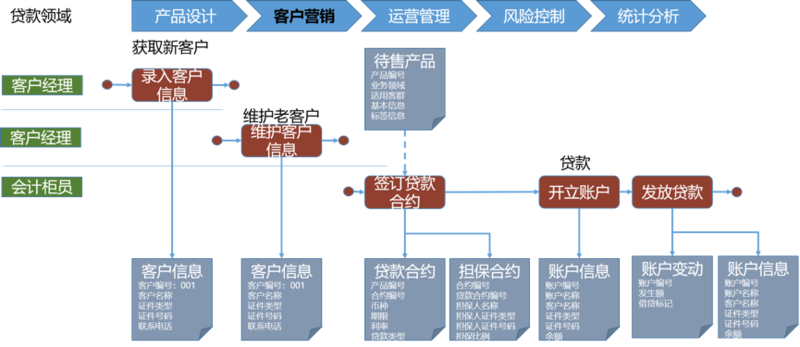 贷款领域
产品设计
客户营销
运营管理
风险控制
统计分析
获取新客户
客户经理
录入客户
信息
待售产品
产品编号
业务领域
适用客群
基本信息
标签信息
维护老客户
客户经理
维护客户
信息
会计柜员
签订贷款
合约
贷款
开立账户
发放贷款
客户信息
客户编号：001
客户名称
证件类型
证件号码
联系电话
客户信息
客户编号：001
客户名称
证件类型
证件号码
联系电话
贷款合约
产品编号
合约编号
币种
期限
利率
贷款类型
担保合约
合约编号
贷款合约编号
担保人名称
担保人证件类型
担保人证件号码
担保比例
账户信息
账户编号
账户名称
客户名称
证件类型
证件号码
余额
账户变动
账户编号
发生额
借贷标记
账户信息
账户编号
账户名称
客户名称
证件类型
证件号码
余额